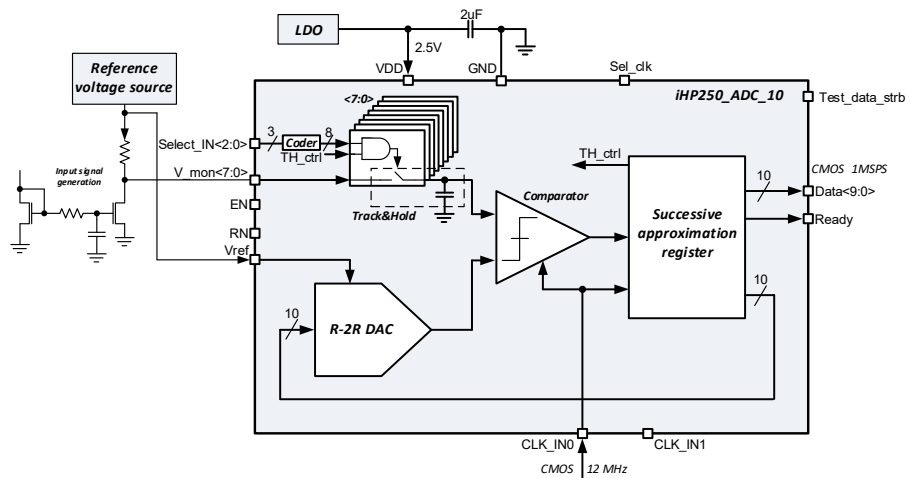 LDO
2uF
2.5V
VDD
GND
Sel_clk
Reference
voltage source
iHP250_ADC_10
Test_data_strb
<7:0>
Select_IN<2:0>
3
Coder
8
TH_ctrl
V_mon<7:0>
Input signal
generation
Track&Hold
EN
RN
Vref
Comparator
TH_ctrl
Successive
approximation
register
10
CMOS 1MSPS
Data<9:0>
Ready
10
10
R-2R DAC
CLK_IN0
CLK_IN1
CMOS 12 MHz